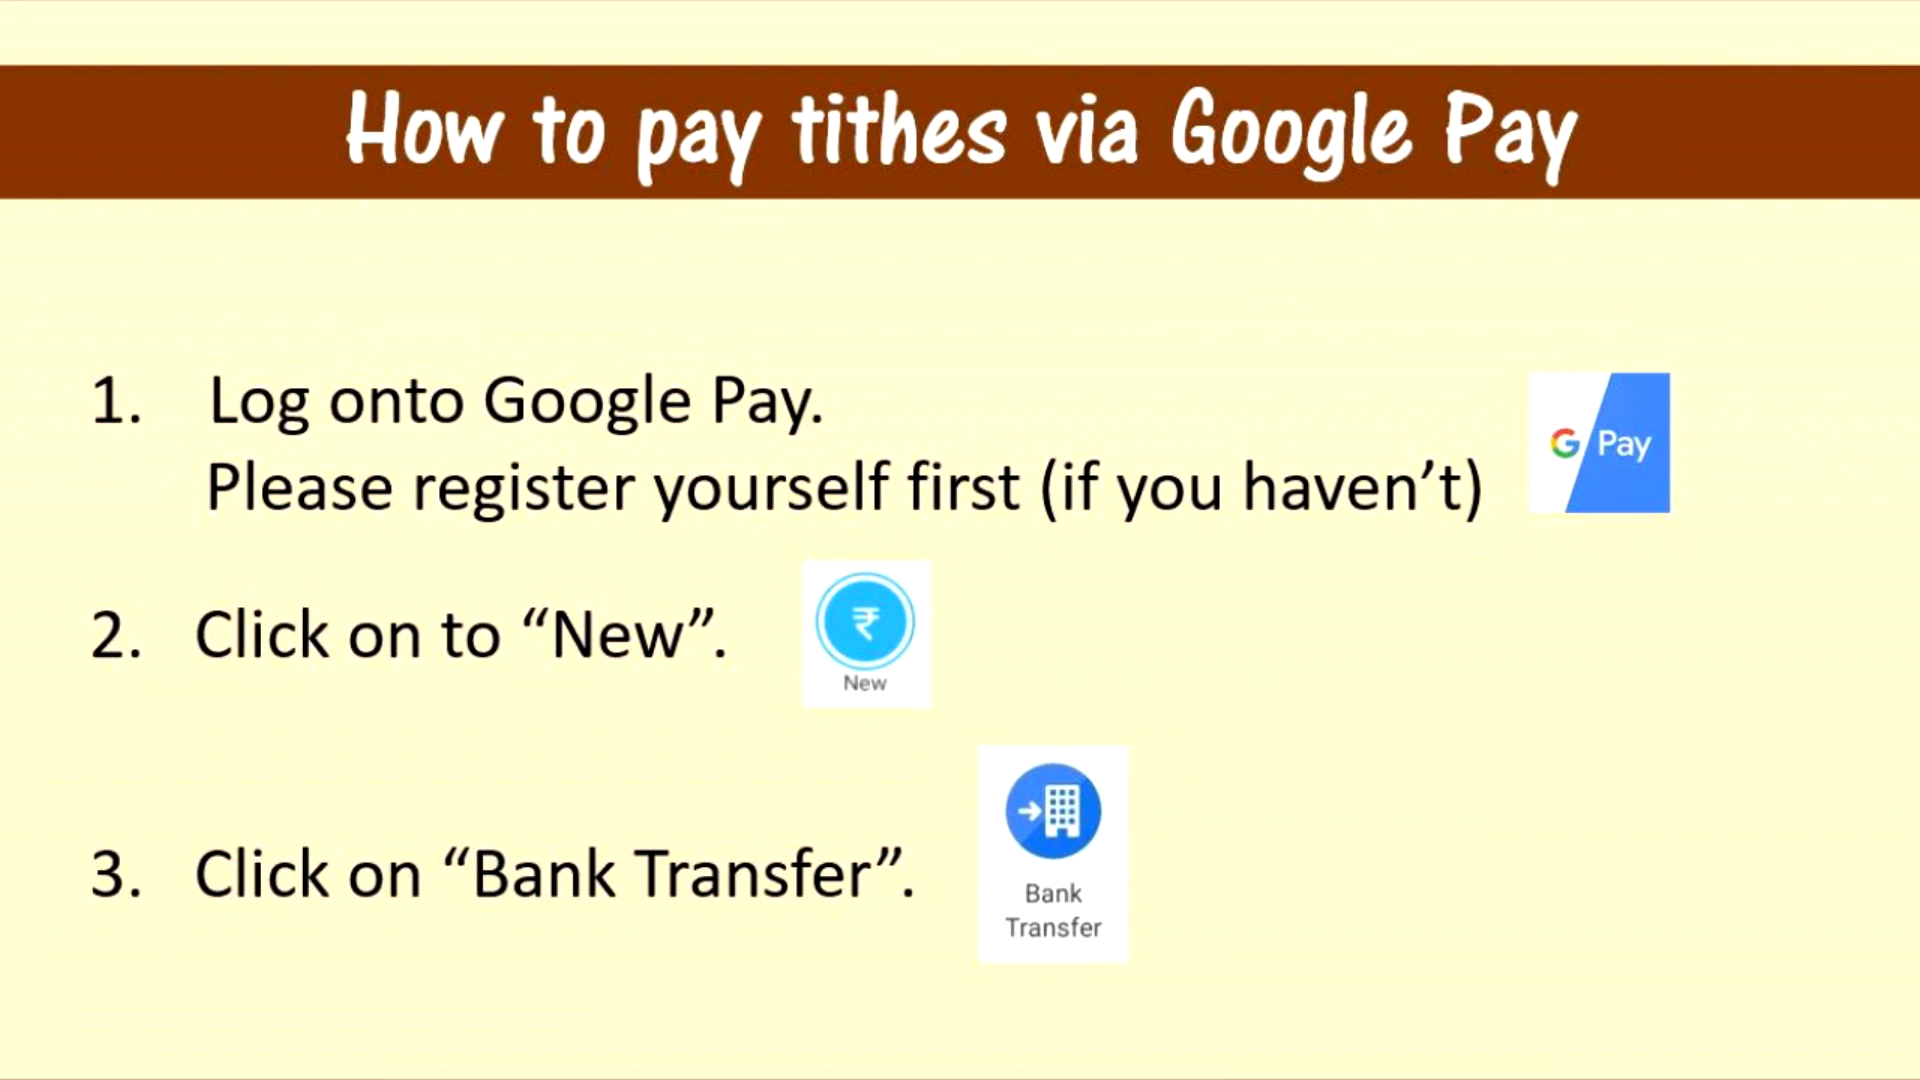 How to pay tithes via Google Pay
1. Log onto Google Pay.
Please register yourself first (if you haven’t)
G Pay
2. Click on to “New”.
₹
New
3. Click on “Bank Transfer”.
Bank
Transfer